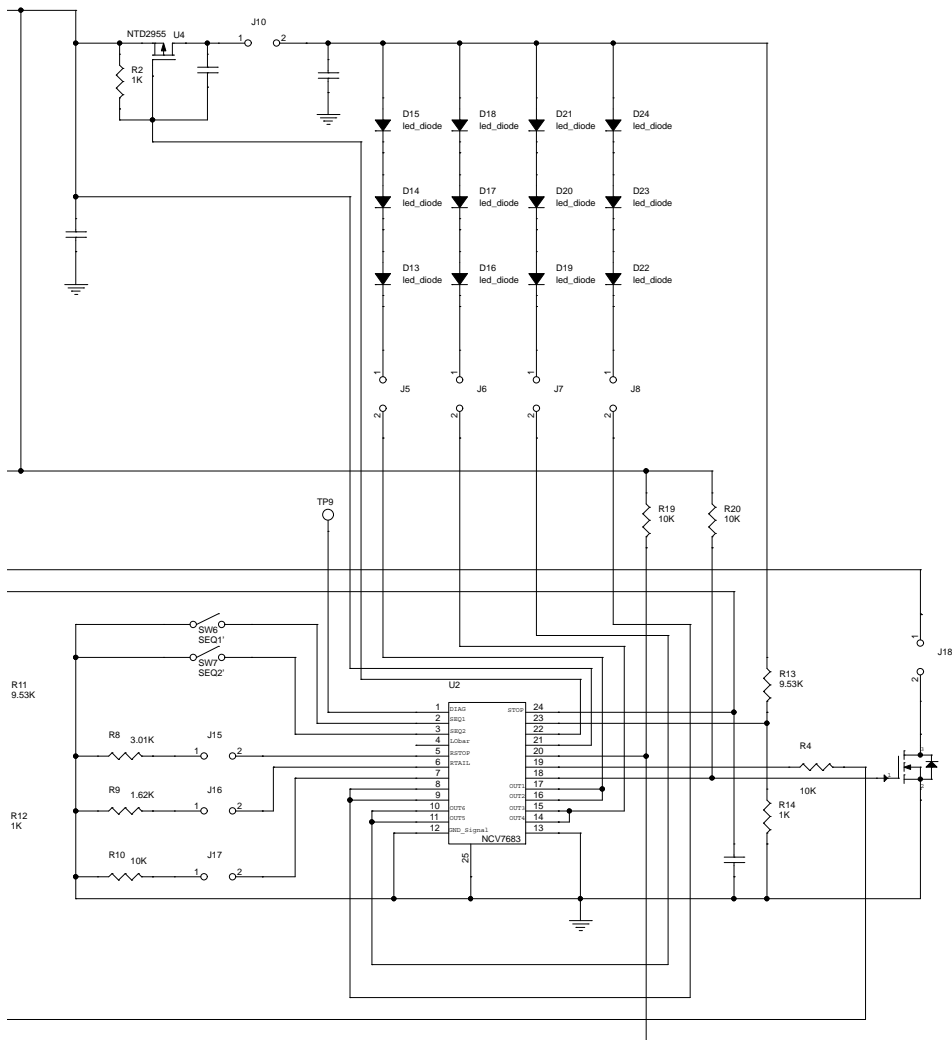 J10
NTD2955 U4
1 2
R2
1K
D15
led_diode
D18
led_diode
D21
led_diode
D24
led_diode
D14
led_diode
D17
led_diode
D20
led_diode
D23
led_diode
D13
led_diode
D16
led_diode
D19
led_diode
D22
led_diode
1 1 1 1
J5 J6 J7 J8
2 2 2 2
TP9
R19
10K
R20
10K
SW6
SEQ1'
SW7
SEQ2'
1
J18
2
R11
9.53K
R13
9.53K
U2
1 DIAG STOP 24
2 SEQ1 23
3 SEQ2 22
4 LObar 21
5 RSTOP 20
6 RTAIL 19
7 18
8 OUT1 17
9 OUT2 16
10 OUT6 OUT3 15
11 OUT5 OUT4 14
12 GND_Signal 13
NCV7683
25
R8 3.01K J15
1 2
R4
10K
R9 1.62K J16
1 2
R12
1K
R14
1K
R10 10K J17
1 2